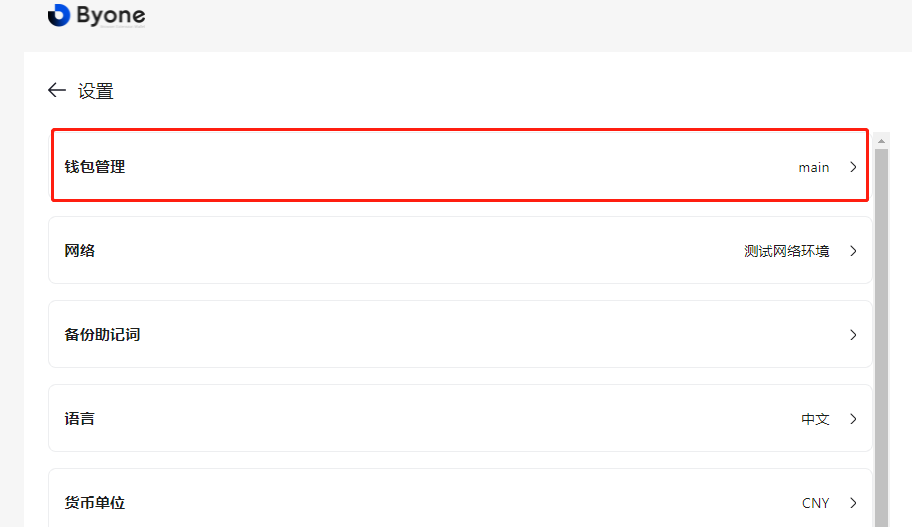 Byone
设置
钱包管理 main
网络 测试网络环境
备份助记词
语言 中文
货币单位 CNY